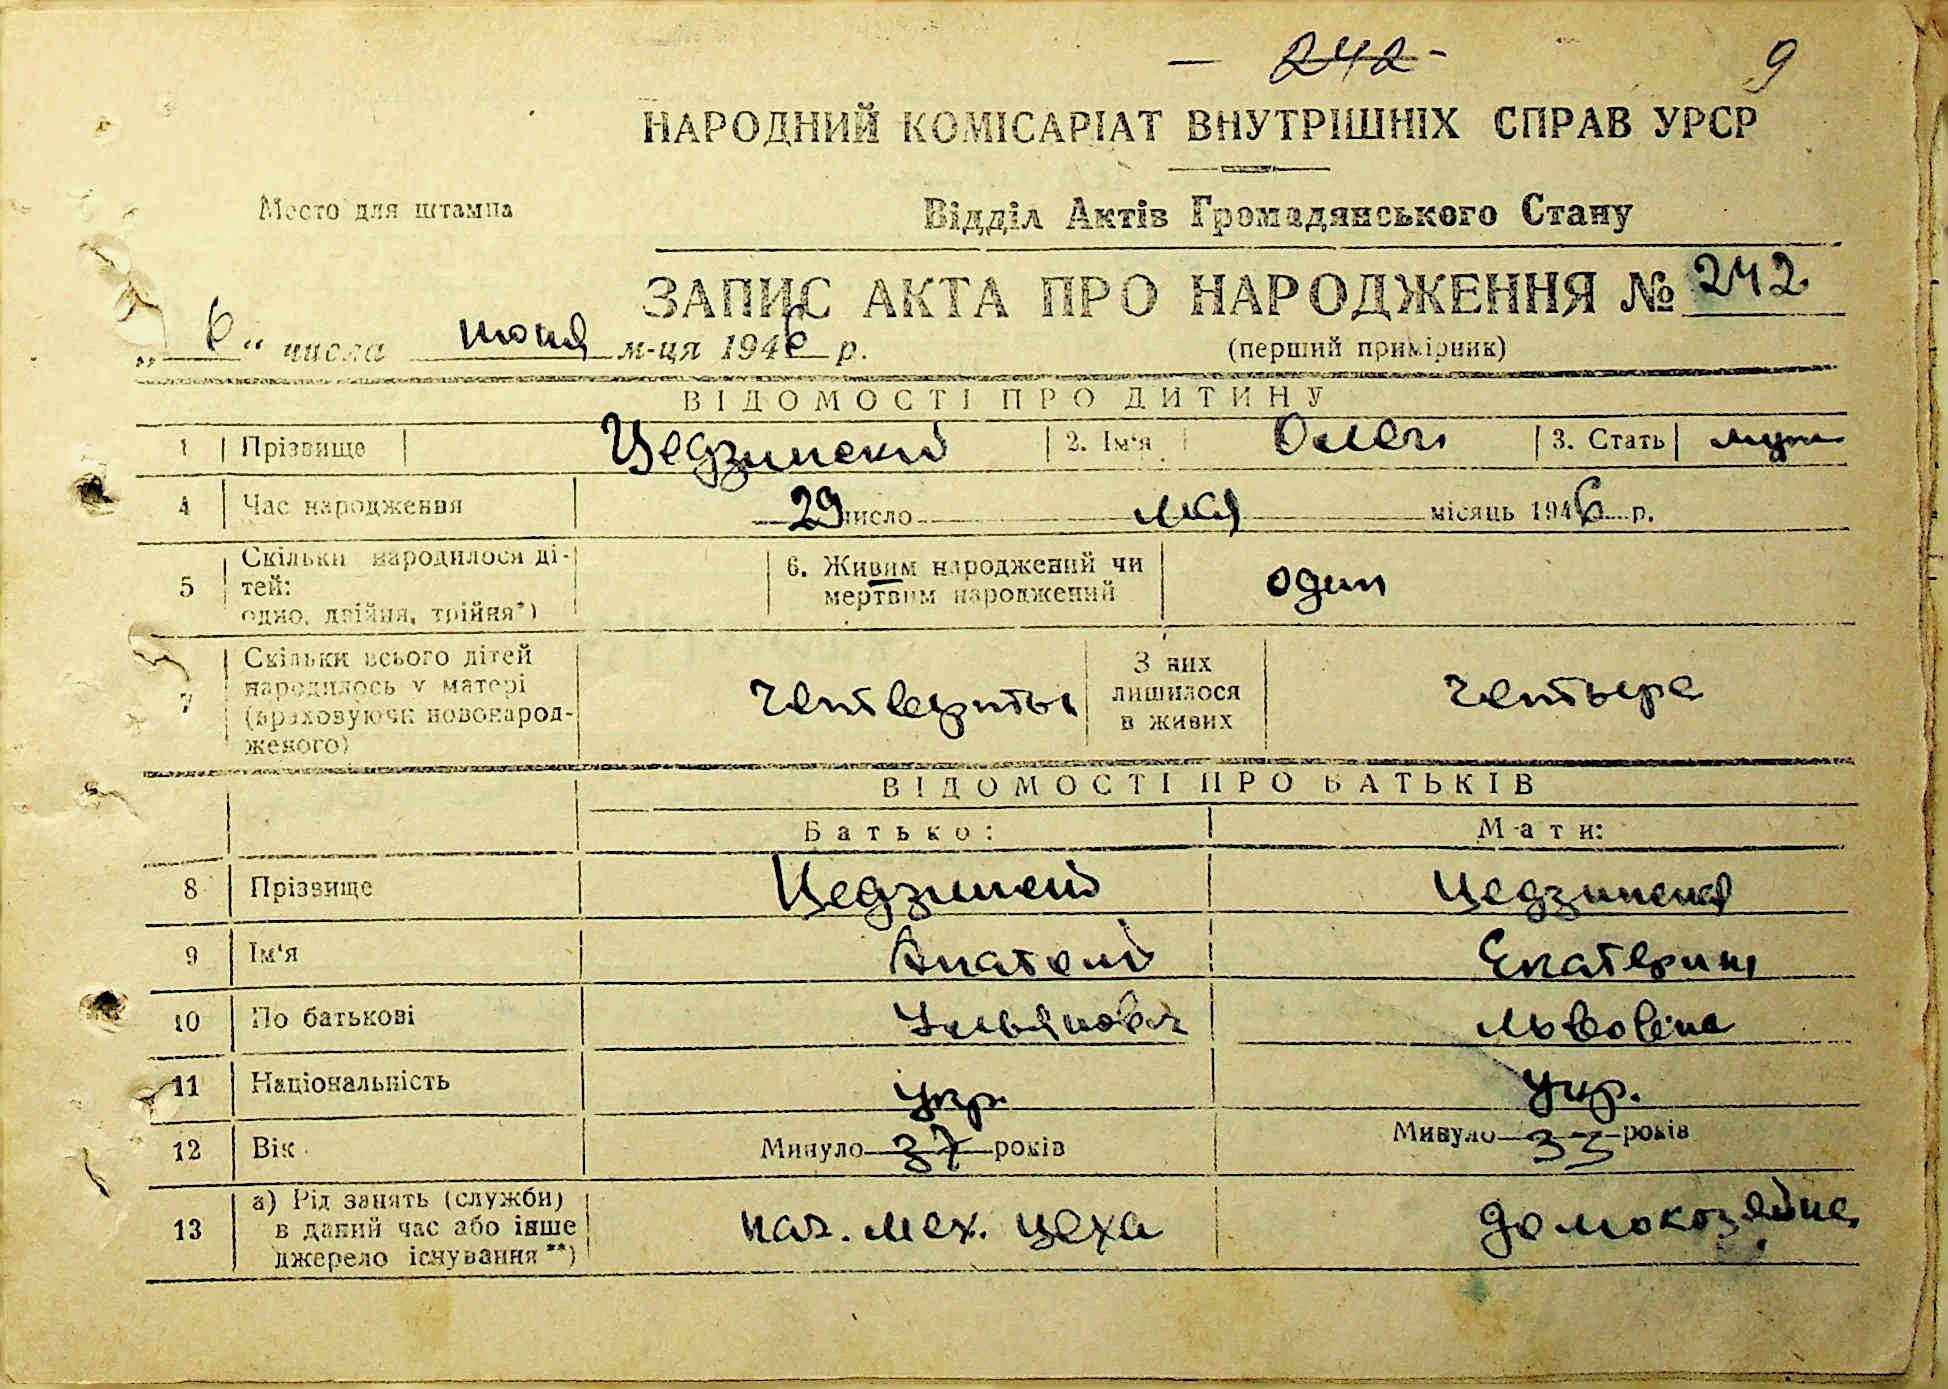 - 242 -
9
НАРОДНИЙ КОМІСАРІАТ ВНУТРІШНІХ СПРАВ УРСР
Место для штампа
Відділ Актів Громадянського Стану
ЗАПИС АКТА ПРО НАРОДЖЕННЯ № 242
„ 6 “ числа июня м-ця 1946 р.
(перший примірник)
ВІДОМОСТІ ПРО ДИТИНУ
1 Прізвище Цедзинский 2. Ім'я Олег 3. Стать муж
4 Час народження 29 число мая місяць 1946 р.
5 Скільки народилося ді-
тей:
одно, двійня, трійня*)
6. Живим народжений чи
мертвим народжений
один
7 Скільки всього дітей
народилось у матері
(враховуючи новонарод-
женого)
четверты
З них
лишилося
в живих
четверо
ВІДОМОСТІ ПРО БАТЬКІВ
Батько: Мати:
8 Прізвище Цедзинский Цедзинская
9 Ім'я Анатолий Екатерина
10 По батькові Ульянович Львовна
11 Національність укр. укр.
12 Вік Минуло 37 років Минуло 33 років
13 а) Рід занять (служби)
в даний час або інше
джерело існування **)
нач. мех. цеха домохозяйка